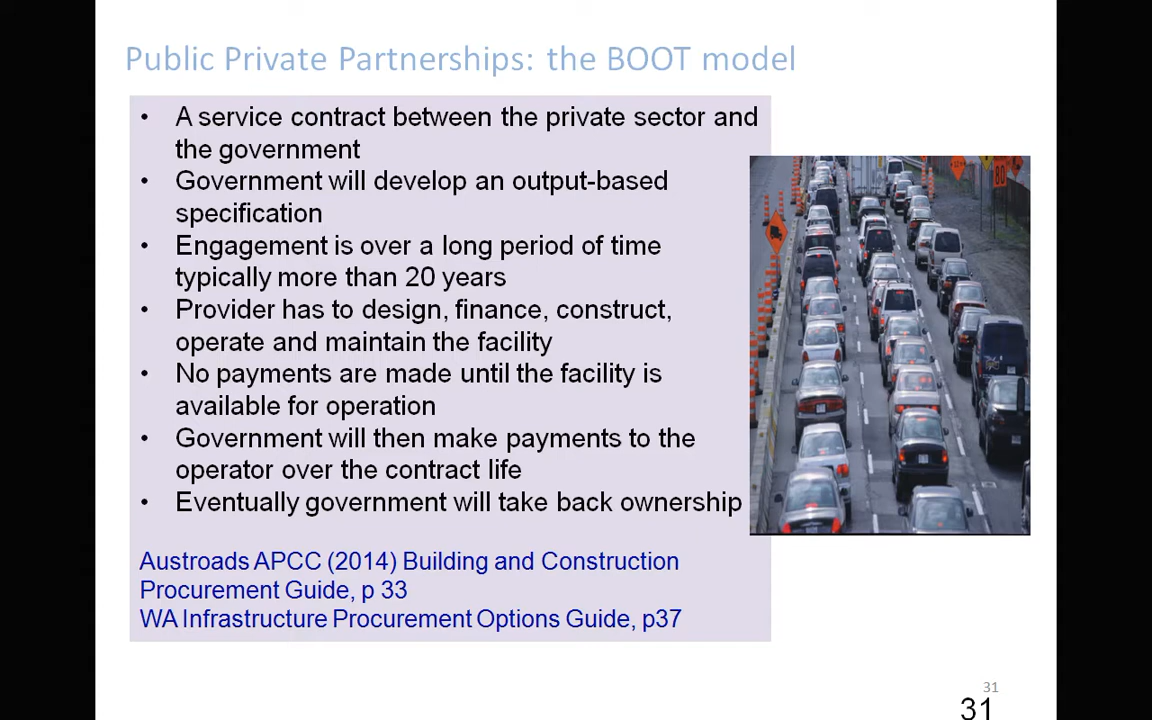 Public Private Partnerships: the BOOT model
• A service contract between the private sector and
the government
• Government will develop an output-based
specification
• Engagement is over a long period of time
typically more than 20 years
• Provider has to design, finance, construct,
operate and maintain the facility
• No payments are made until the facility is
available for operation
• Government will then make payments to the
operator over the contract life
• Eventually government will take back ownership
Austroads APCC (2014) Building and Construction
Procurement Guide, p 33
WA Infrastructure Procurement Options Guide, p37
80
31
31